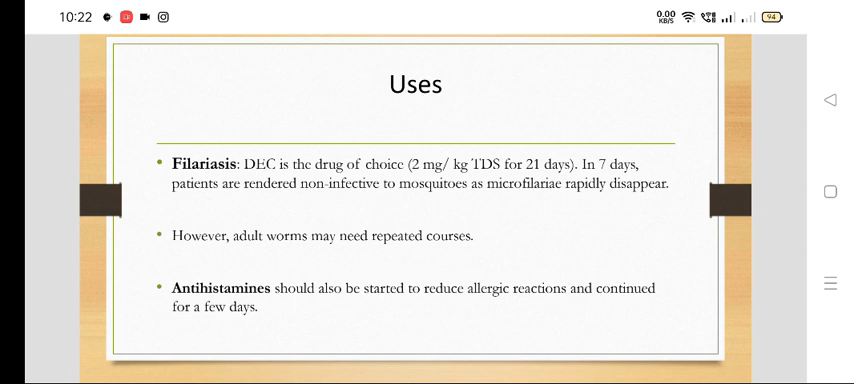 10:22
0.00
KB/S
94
Uses
• Filariasis: DEC is the drug of choice (2 mg/ kg TDS for 21 days). In 7 days,
patients are rendered non-infective to mosquitoes as microfilariae rapidly disappear.
• However, adult worms may need repeated courses.
• Antihistamines should also be started to reduce allergic reactions and continued
for a few days.